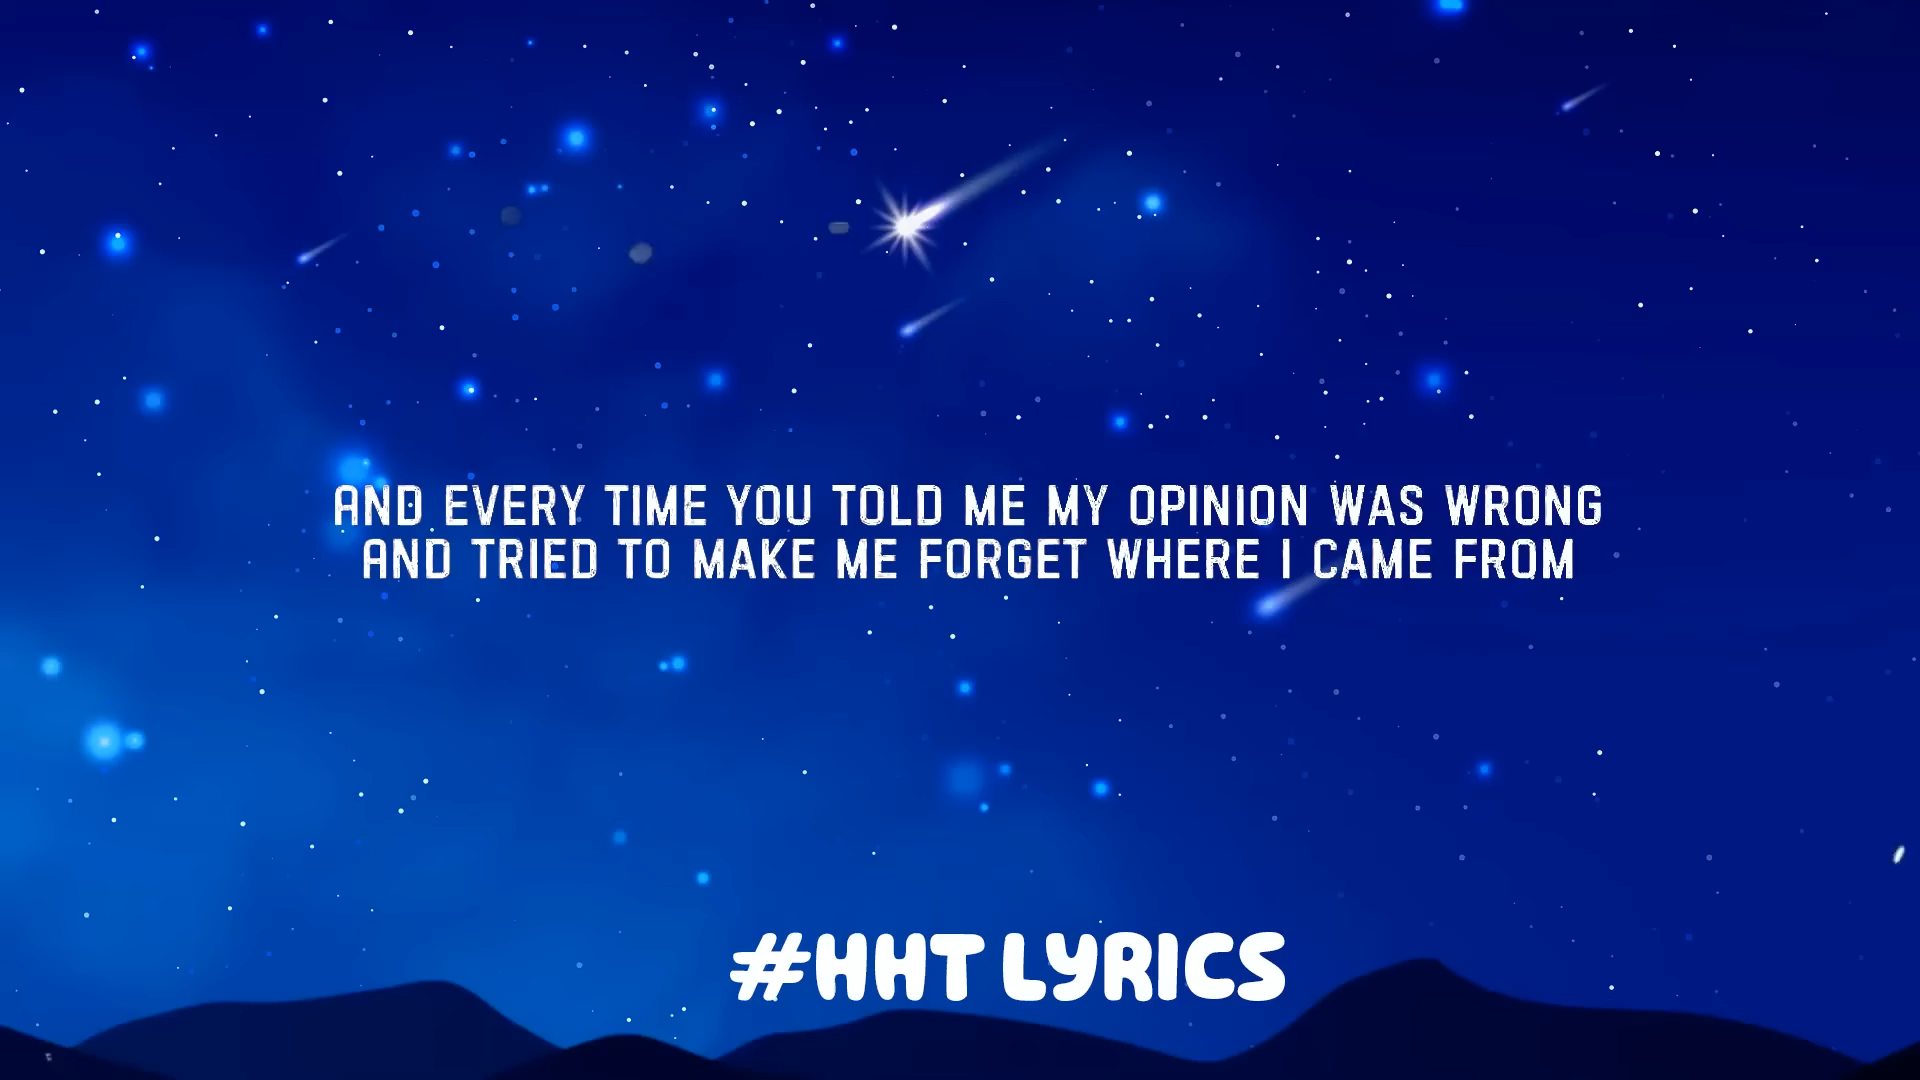 AND EVERY TIME YOU TOLD ME MY OPINION WAS WRONG
AND TRIED TO MAKE ME FORGET WHERE I CAME FROM
#HHT LYRICS